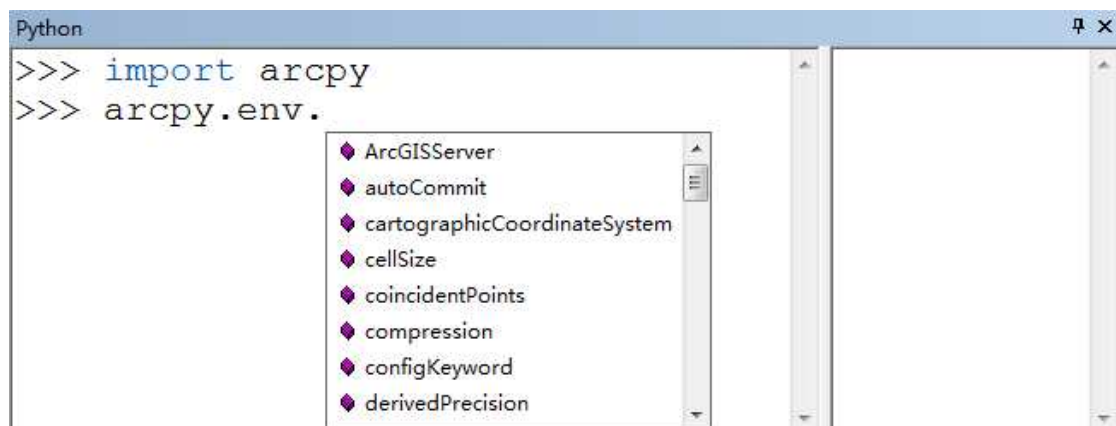 Python
>>> import arcpy
>>> arcpy.env.
ArcGISServer
autoCommit
cartographicCoordinateSystem
cellSize
coincidentPoints
compression
configKeyword
derivedPrecision